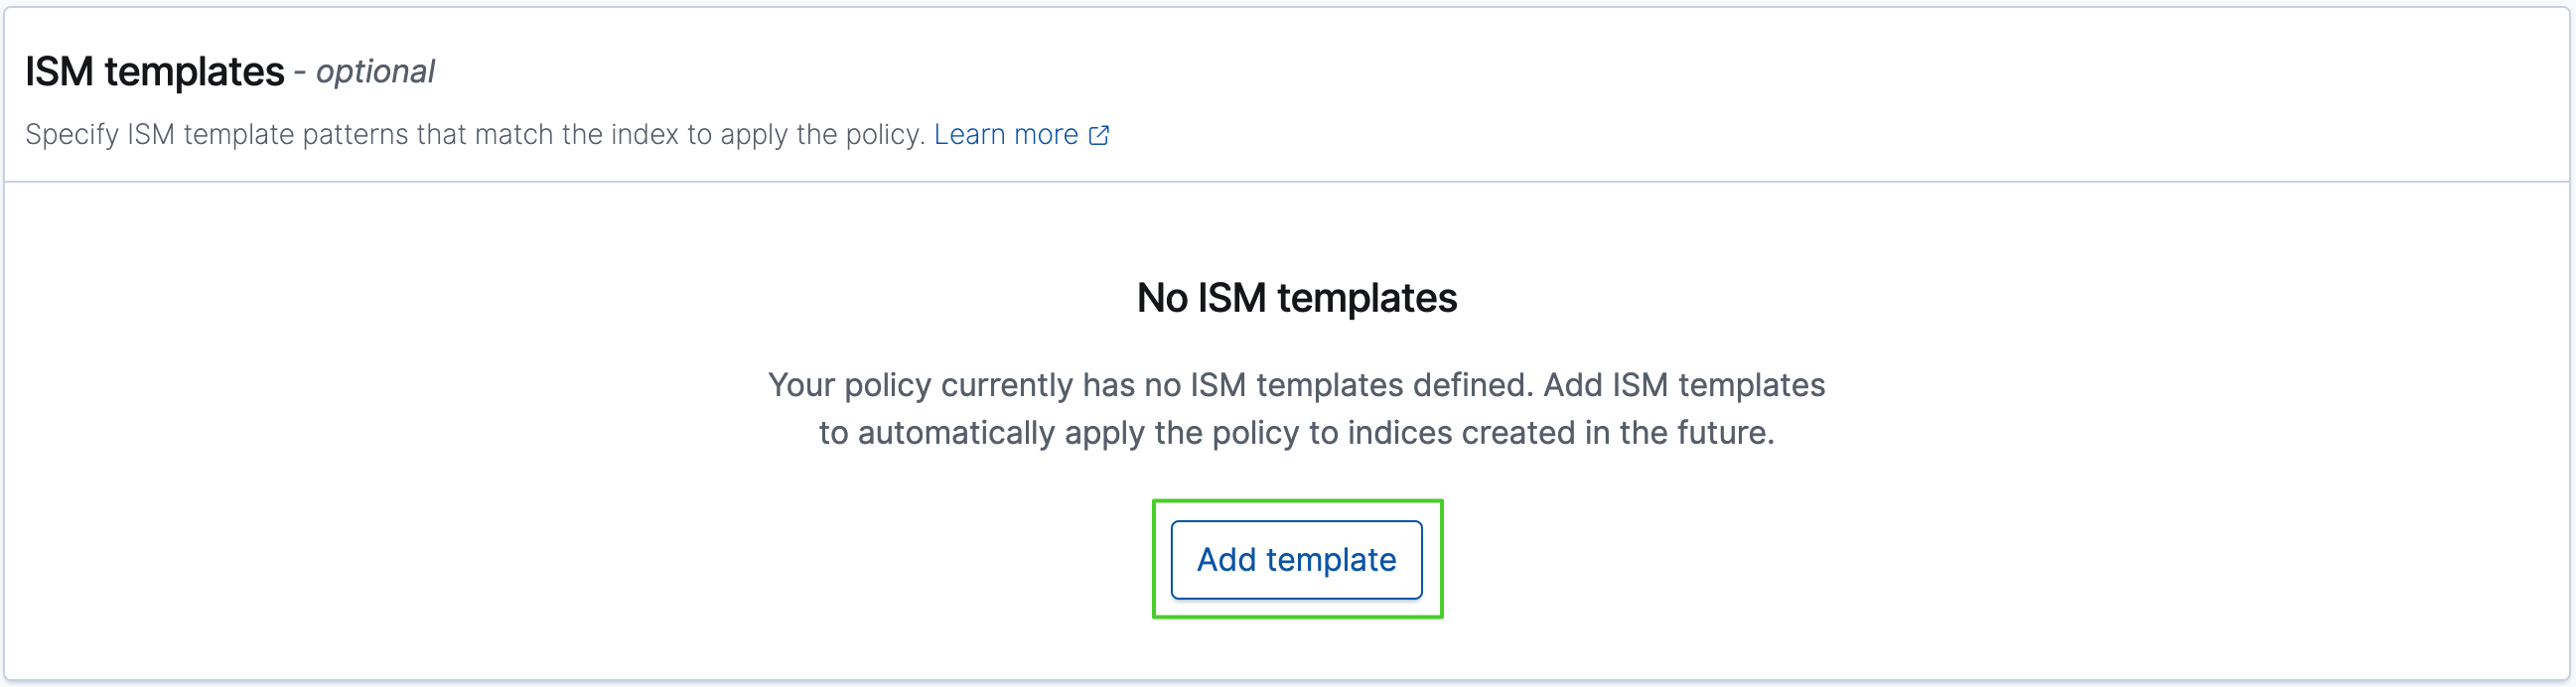 ISM templates - optional
Specify ISM template patterns that match the index to apply the policy. Learn more
No ISM templates
Your policy currently has no ISM templates defined. Add ISM templates
to automatically apply the policy to indices created in the future.
Add template